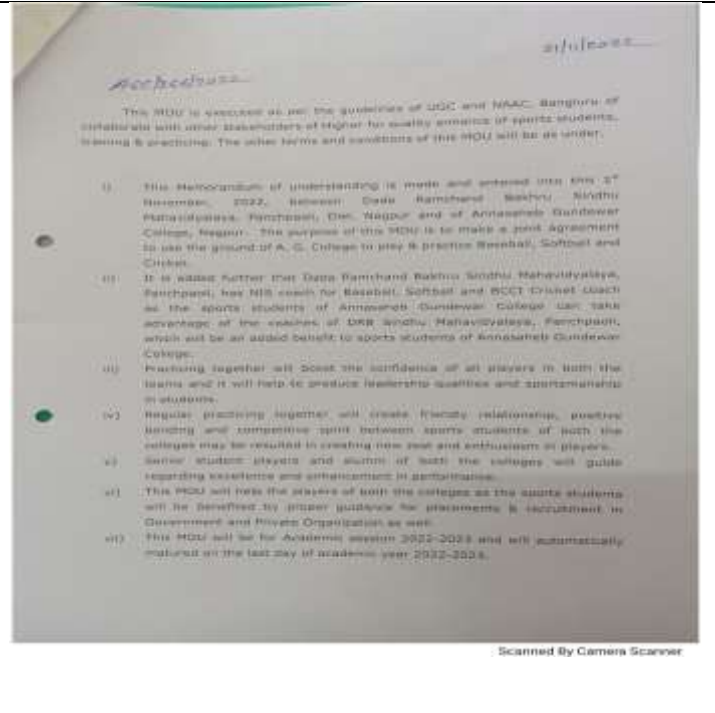 This MOU is executed as per the guidelines of UGC and NAAC, Bangluru of
collaborate with other stakeholders of Higher for quality enhance of sports students,
training & practicing. The other terms and conditions of this MOU will be as under.
i) This Memorandum of understanding is made and entered into this 1st
November, 2022, between Dada Ramchand Bakhru Sindhu
Mahavidyalaya, Panchpaoli, Dist. Nagpur and of Annasaheb Gundewar
College, Nagpur. The purpose of this MOU is to make a joint agreement
to use the ground of A. G. College to play & practice Baseball, Softball and
Cricket.
ii) It is added further that Dada Ramchand Bakhru Sindhu Mahavidyalaya,
Panchpaoli, has NIS coach for Baseball, Softball and BCCI Cricket coach
as the sports students of Annasaheb Gundewar College can take
advantage of the coaches of DRB Sindhu Mahavidyalaya, Panchpaoli,
which will be an added benefit to sports students of Annasaheb Gundewar
College.
iii) Practicing together will boost the confidence of all players in both the
teams and it will help to produce leadership qualities and sportsmanship
in students.
iv) Regular practicing together will create friendly relationship, positive
bonding and competitive spirit between sports students of both the
colleges may be resulted in creating new zeal and enthusiasm in players.
v) Senior student players and alumni of both the colleges will guide
regarding excellence and enhancement in performance.
vi) This MOU will help the players of both the colleges as the sports students
will be benefited by proper guidance for placements & recruitment in
Government and Private Organization as well.
vii) This MOU will be for Academic session 2022-2023 and will automatically
matured on the last day of academic year 2022-2023.
Scanned By Camera Scanner